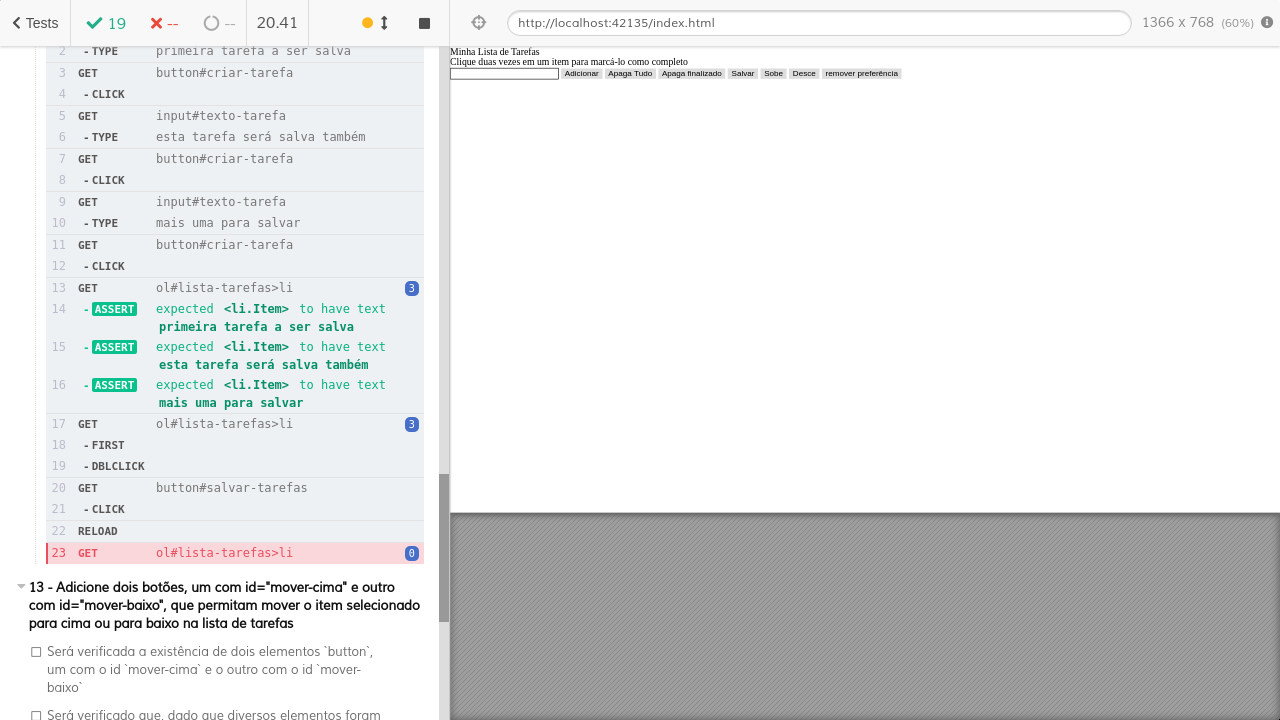 Tests 19 -- -- 20.41 http://localhost:42135/index.html 1366 x 768 (60%)
2 - TYPE primeira tarefa a ser salva
3 GET button#criar-tarefa
4 - CLICK
5 GET input#texto-tarefa
6 - TYPE esta tarefa será salva também
7 GET button#criar-tarefa
8 - CLICK
9 GET input#texto-tarefa
10 - TYPE mais uma para salvar
11 GET button#criar-tarefa
12 - CLICK
13 GET ol#lista-tarefas>li 3
14 - ASSERT expected <li.Item> to have text
primeira tarefa a ser salva
15 - ASSERT expected <li.Item> to have text
esta tarefa será salva também
16 - ASSERT expected <li.Item> to have text
mais uma para salvar
17 GET ol#lista-tarefas>li 3
18 - FIRST
19 - DBLCLICK
20 GET button#salvar-tarefas
21 - CLICK
22 RELOAD
23 GET ol#lista-tarefas>li 0
13 - Adicione dois botões, um com id="mover-cima" e outro
com id="mover-baixo", que permitam mover o item selecionado
para cima ou para baixo na lista de tarefas
Será verificada a existência de dois elementos `button`,
um com o id `mover-cima` e o outro com o id `mover-
baixo`
Será verificado que, dado que diversos elementos foram
Minha Lista de Tarefas
Clique duas vezes em um item para marcá-lo como completo
Adicionar Apaga Tudo Apaga finalizado Salvar Sobe Desce remover preferência